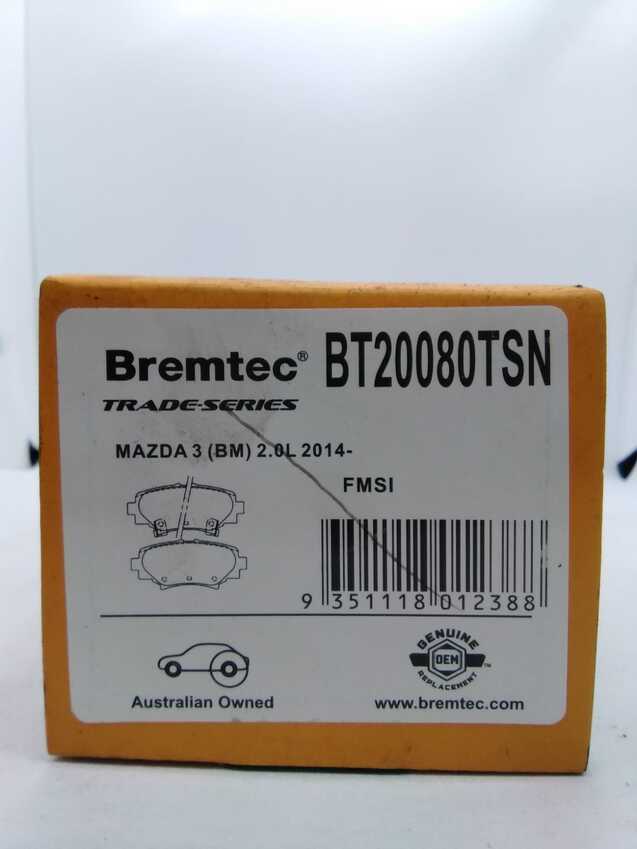 Bremtec® BT20080TSN
TRADE-SERIES
MAZDA 3 (BM) 2.0L 2014-
FMSI
9 351118 012388
GENUINE
OEM
REPLACEMENT
™
Australian Owned
www.bremtec.com